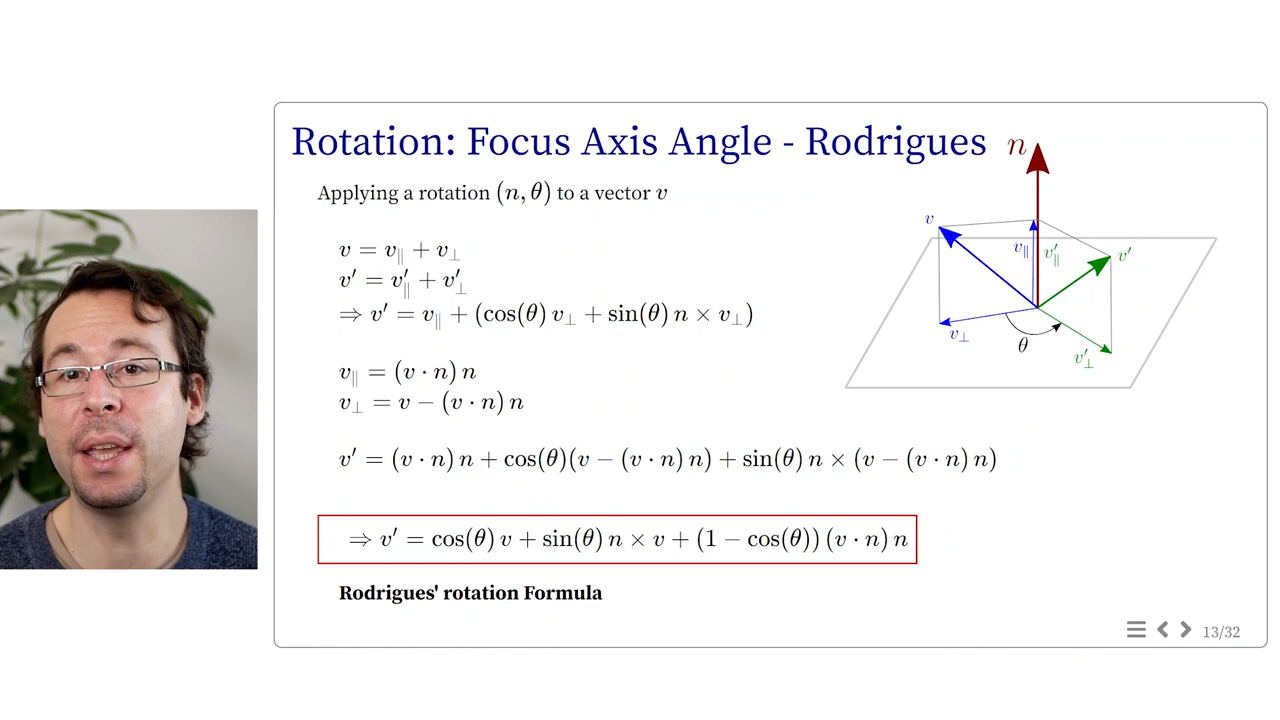 Rotation: Focus Axis Angle - Rodrigues
Applying a rotation (n, θ) to a vector v
v = v∥ + v⊥
v′ = v′∥ + v′⊥
⇒ v′ = v∥ + (cos(θ) v⊥ + sin(θ) n × v⊥)
v∥ = (v · n) n
v⊥ = v − (v · n) n
v′ = (v · n) n + cos(θ)(v − (v · n) n) + sin(θ) n × (v − (v · n) n)
⇒ v′ = cos(θ) v + sin(θ) n × v + (1 − cos(θ)) (v · n) n
Rodrigues' rotation Formula
n
v
v∥
v′∥
v′
v⊥
θ
v′⊥
13/32